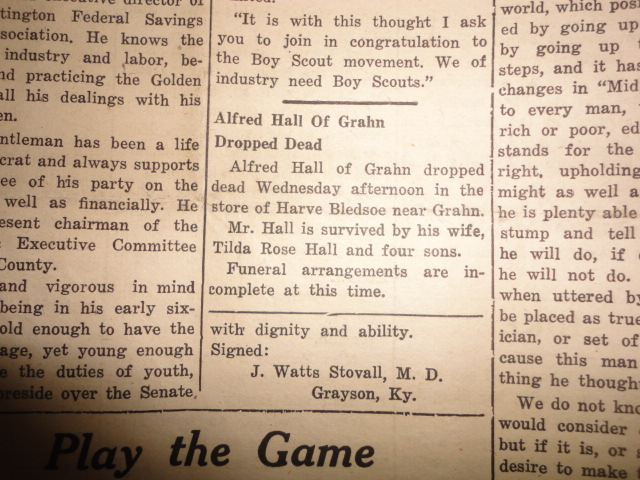 tington Federal Savings
sociation. He knows the
industry and labor, be-
nd practicing the Golden
all his dealings with his
en.
ntleman has been a life
crat and always supports
ee of his party on the
well as financially. He
esent chairman of the
Executive Committee
County.
and vigorous in mind
being in his early six-
old enough to have the
age, yet young enough
e the duties of youth,
preside over the Senate
"It is with this thought I ask
you to join in congratulation to
the Boy Scout movement. We of
industry need Boy Scouts."
Alfred Hall Of Grahn
Dropped Dead
Alfred Hall of Grahn dropped
dead Wednesday afternoon in the
store of Harve Bledsoe near Grahn.
Mr. Hall is survived by his wife,
Tilda Rose Hall and four sons.
Funeral arrangements are in-
complete at this time.
with dignity and ability.
Signed:
J. Watts Stovall, M. D.
Grayson, Ky.
Play the Game
world, which pos
ed by going up
by going up
steps, and it has
changes in "Mid
to every man,
rich or poor, ed
stands for the
right, upholding
might as well a
he is plenty able
stump and tell
he will do, if
he will not do.
when uttered by
be placed as true
ician, or set of
cause this man
thing he though
We do not kno
would consider
but if it is, or
desire to make